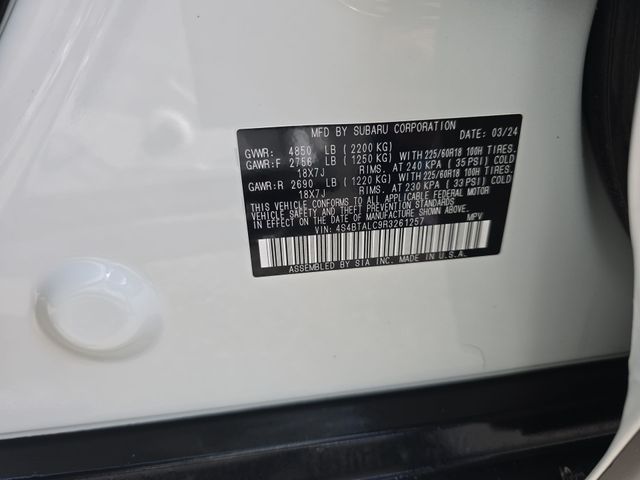 MFD BY SUBARU CORPORATION DATE: 03/24
GVWR: 4850 LB (2200 KG)
GAWR:F 2756 LB (1250 KG) WITH 225/60R18 100H TIRES.
18X7J RIMS. AT 240 KPA (35 PSI) COLD
GAWR:R 2690 LB (1220 KG) WITH 225/60R18 100H TIRES.
18X7J RIMS. AT 230 KPA (33 PSI) COLD
THIS VEHICLE CONFORMS TO ALL APPLICABLE FEDERAL MOTOR
VEHICLE SAFETY AND BUMPER STANDARDS
IN EFFECT ON THE DATE OF MANUFACTURE SHOWN ABOVE.
VIN: 4S4BTALC9R3261257 MPV
ASSEMBLED BY SIA INC. MADE IN U.S.A.